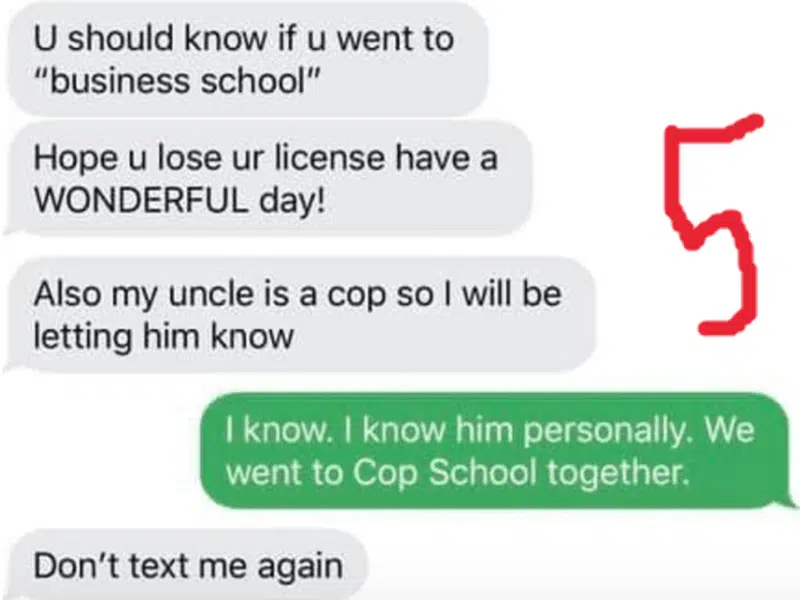 U should know if u went to
“business school”
Hope u lose ur license have a
WONDERFUL day!
5
Also my uncle is a cop so I will be
letting him know
I know. I know him personally. We
went to Cop School together.
Don’t text me again